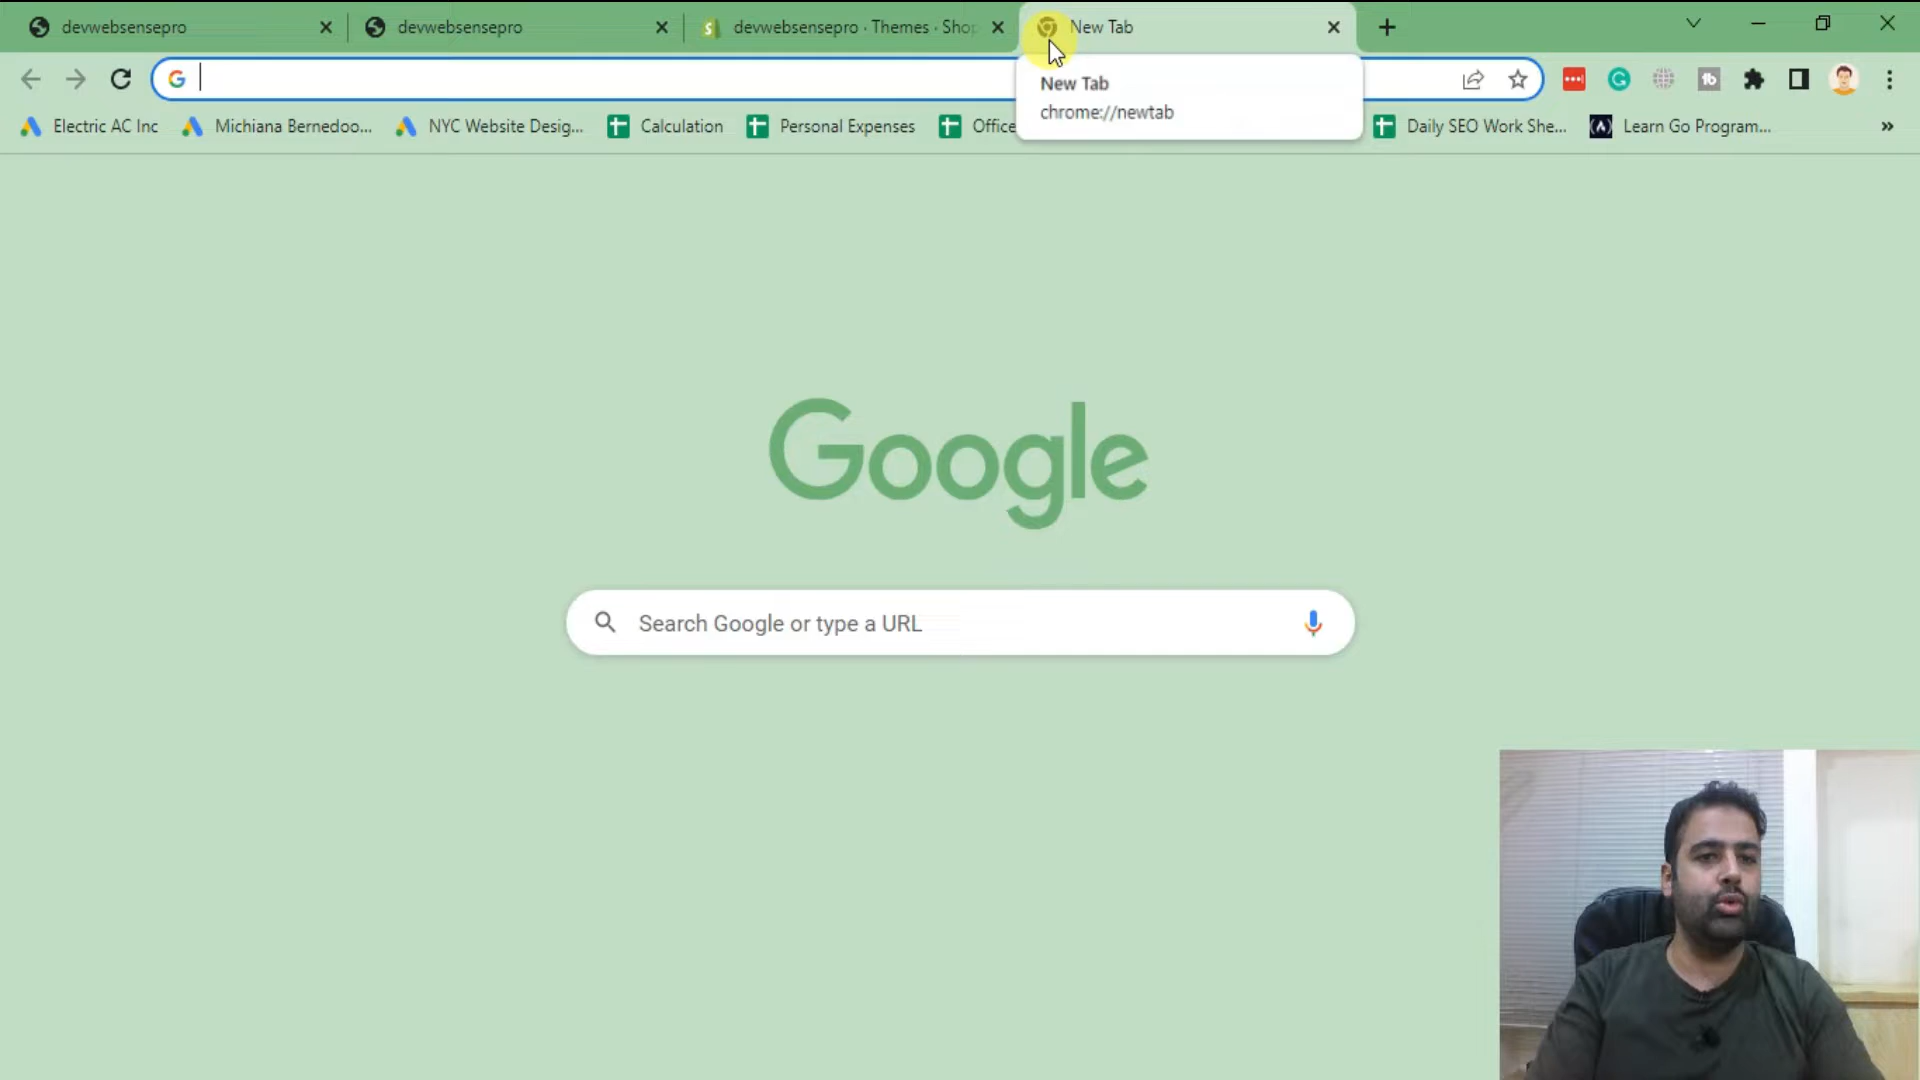 devwebsensepro
devwebsensepro
devwebsensepro · Themes · Shop
New Tab
New Tab
chrome://newtab
Electric AC Inc
Michiana Bernedoo...
NYC Website Desig...
Calculation
Personal Expenses
Office
Daily SEO Work She...
Learn Go Program...
Google
Search Google or type a URL